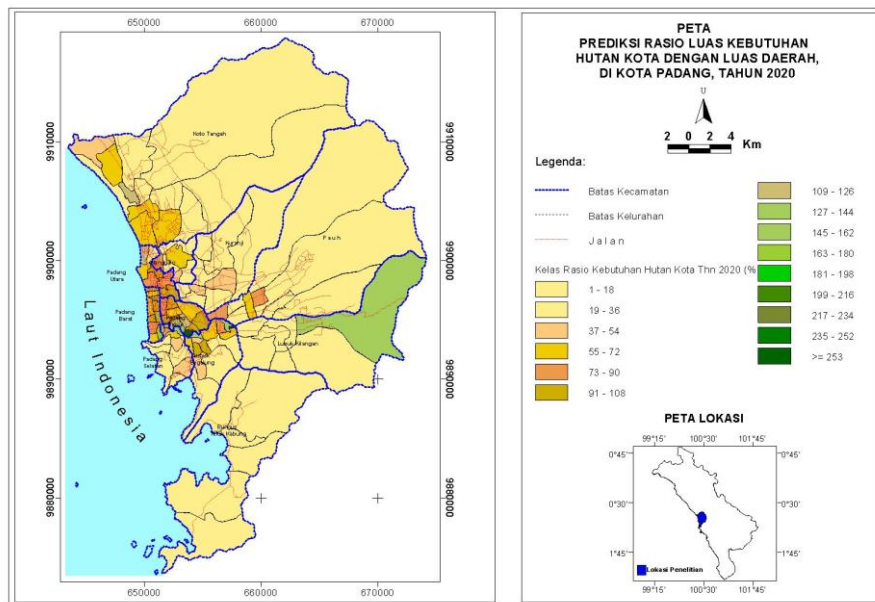 650000 660000 670000
9910000
9900000
9890000
9880000
9910000
9900000
9890000
9880000
650000 660000 670000
Koto Tangah
Kuranji
Pauh
Padang Utara
Padang Barat
Padang Selatan
Lubuk Kilangan
Laut Indonesia
PETA
PREDIKSI RASIO LUAS KEBUTUHAN
HUTAN KOTA DENGAN LUAS DAERAH,
DI KOTA PADANG, TAHUN 2020
U
2 0 2 4 Km
Legenda:
Batas Kecamatan
Batas Kelurahan
Jalan
Kelas Rasio Kebutuhan Hutan Kota Thn 2020 (%
1 - 18
19 - 36
37 - 54
55 - 72
73 - 90
91 - 108
109 - 126
127 - 144
145 - 162
163 - 180
181 - 198
199 - 216
217 - 234
235 - 252
>= 253
PETA LOKASI
99°15' 100°30' 101°45'
0°45'
0°30'
1°45'
0°45'
0°30'
1°45'
Lokasi Penelitian
99°15' 100°30' 101°45'